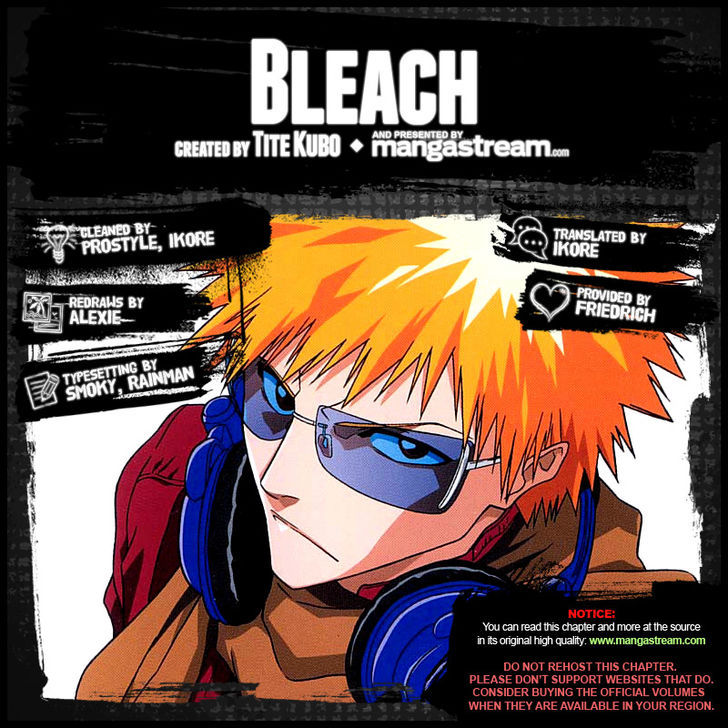 BLEACH
CREATED BY TITE KUBO ◆ AND PRESENTED BY mangastream.com
CLEANED BY
PROSTYLE, IKORE
TRANSLATED BY
IKORE
REDRAWS BY
ALEXIE
PROVIDED BY
FRIEDRICH
TYPESETTING BY
SMOKY, RAINMAN
NOTICE:
You can read this chapter and more at the source
in its original high quality: www.mangastream.com
DO NOT REHOST THIS CHAPTER.
PLEASE DON'T SUPPORT WEBSITES THAT DO.
CONSIDER BUYING THE OFFICIAL VOLUMES
WHEN THEY ARE AVAILABLE IN YOUR REGION.